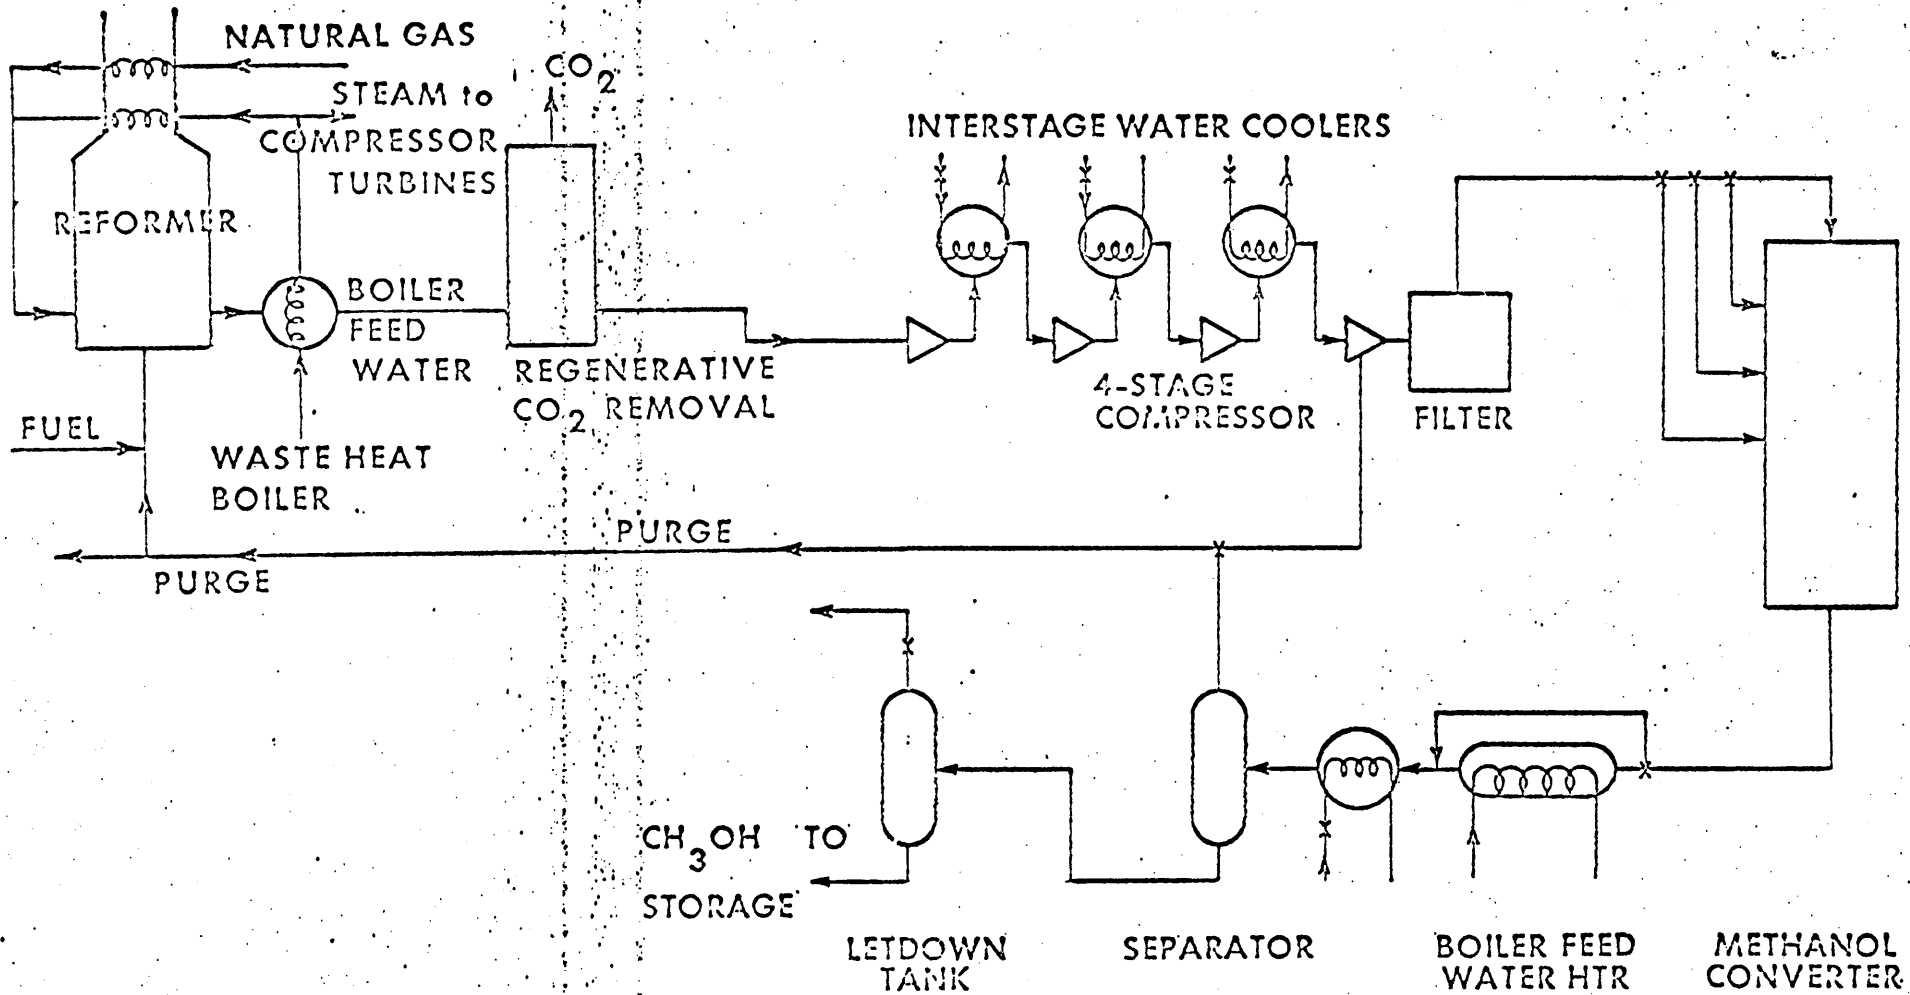 NATURAL GAS
STEAM to
COMPRESSOR
TURBINES
CO2
INTERSTAGE WATER COOLERS
REFORMER
BOILER
FEED
WATER
REGENERATIVE
CO2 REMOVAL
4-STAGE
COMPRESSOR
FILTER
FUEL
WASTE HEAT
BOILER
PURGE
PURGE
CH3OH TO
STORAGE
LETDOWN
TANK
SEPARATOR
BOILER FEED
WATER HTR
METHANOL
CONVERTER